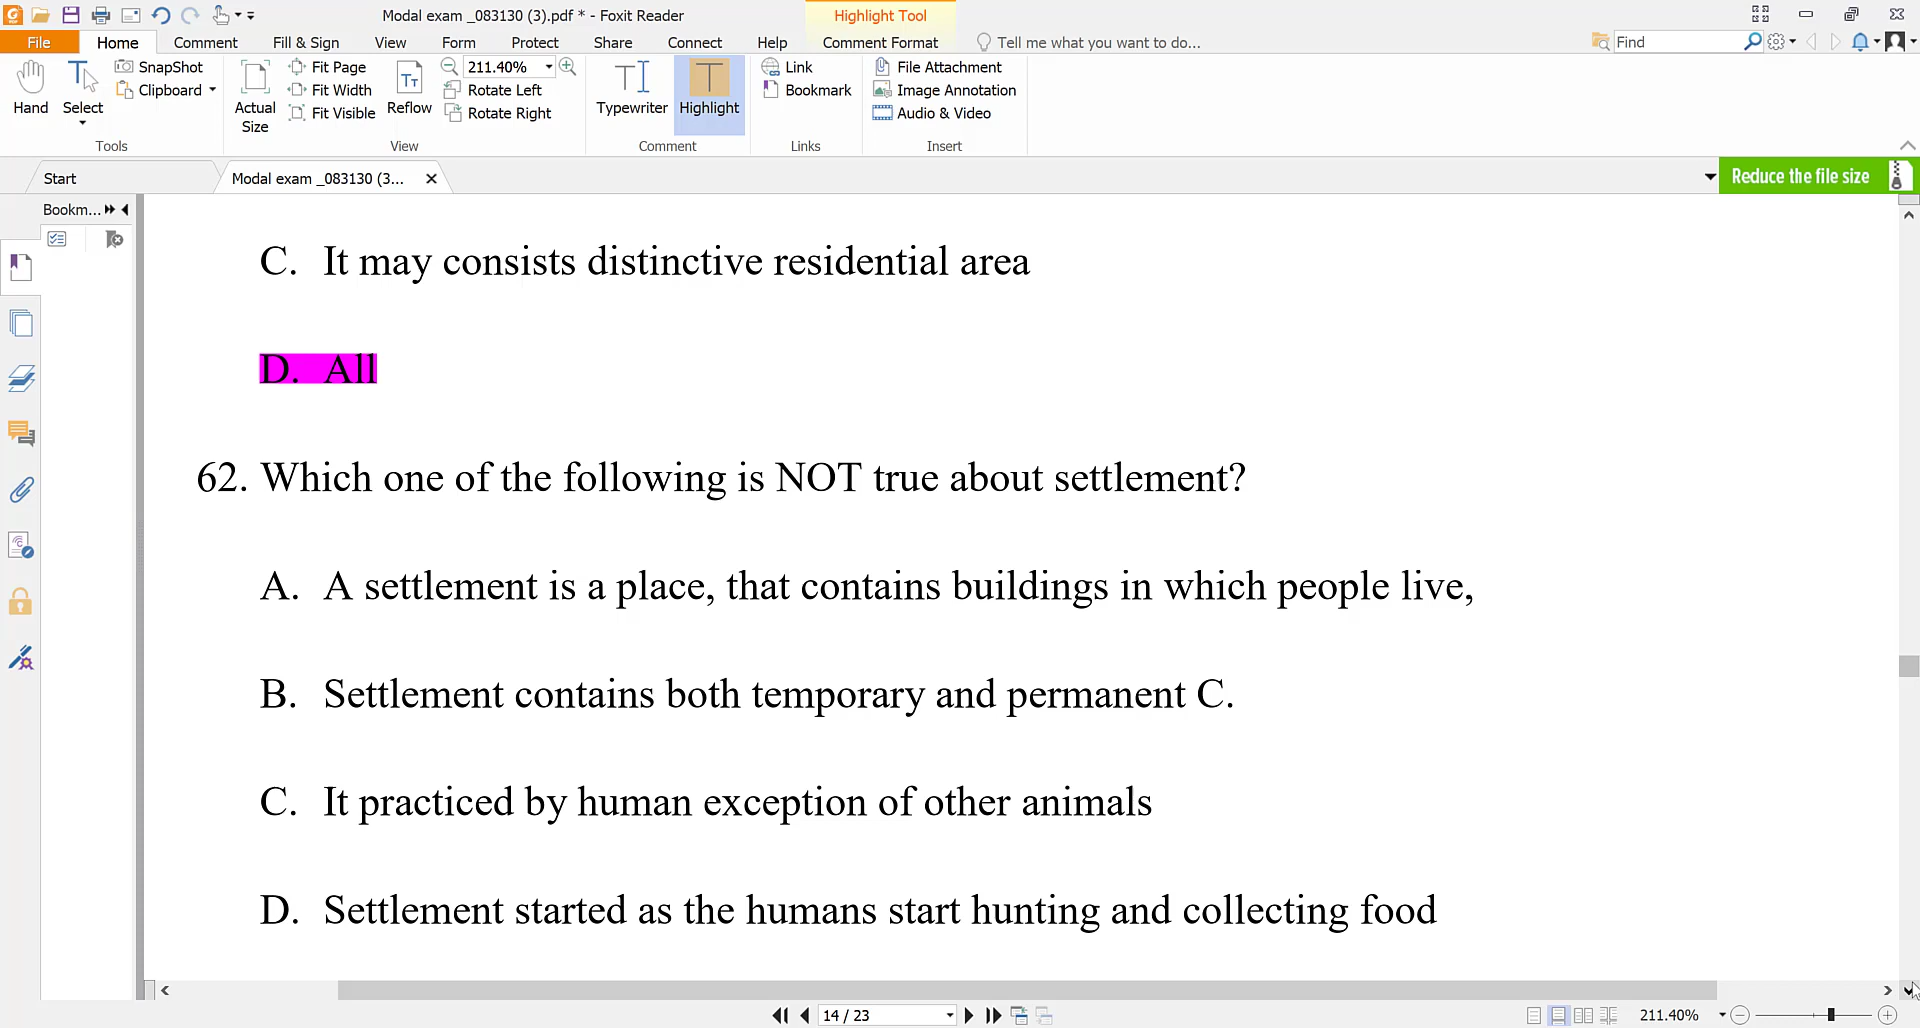 Modal exam _083130 (3).pdf * - Foxit Reader
Highlight Tool
File
Home
Comment
Fill & Sign
View
Form
Protect
Share
Connect
Help
Comment Format
Tell me what you want to do...
Find
Hand
Select
SnapShot
Clipboard
Actual Size
Fit Page
Fit Width
Fit Visible
Reflow
211.40%
Rotate Left
Rotate Right
Typewriter
Highlight
Link
Bookmark
File Attachment
Image Annotation
Audio & Video
Tools
View
Comment
Links
Insert
Start
Modal exam _083130 (3...
Reduce the file size
Bookm...
C. It may consists distinctive residential area
D. All
62. Which one of the following is NOT true about settlement?
A. A settlement is a place, that contains buildings in which people live,
B. Settlement contains both temporary and permanent C.
C. It practiced by human exception of other animals
D. Settlement started as the humans start hunting and collecting food
14 / 23
211.40%